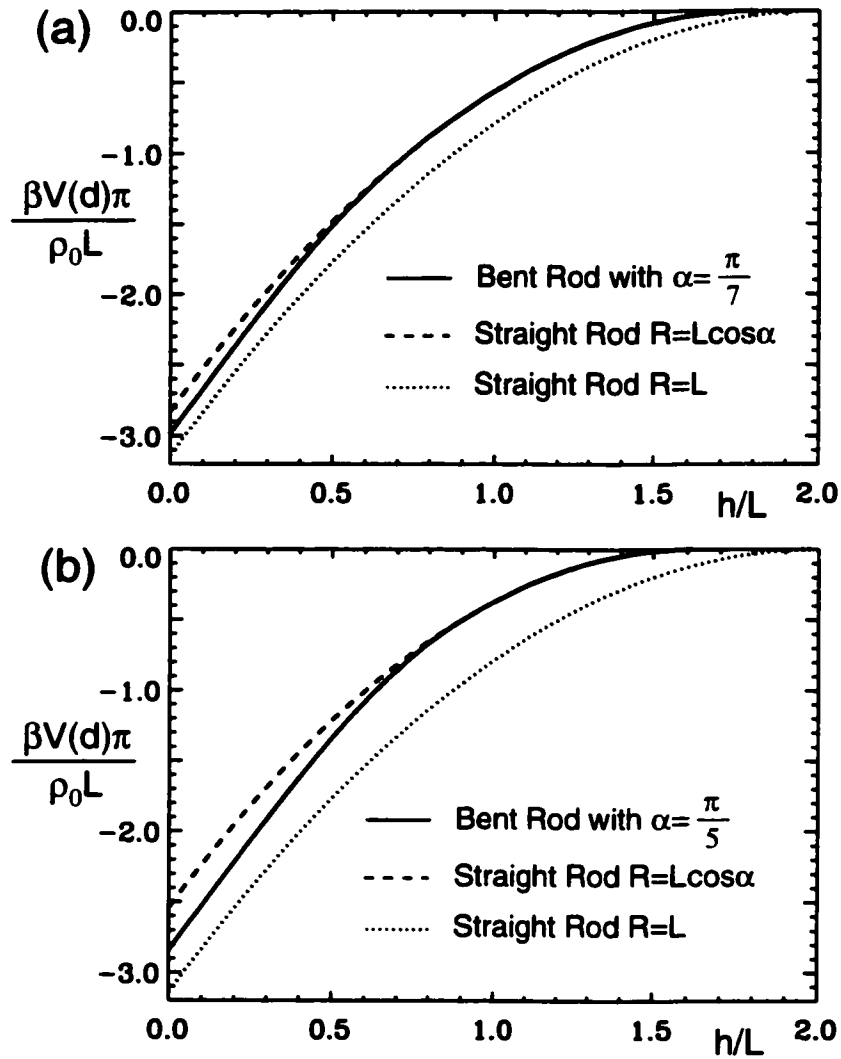 (a)
0.0
−1.0
−2.0
−3.0
βV(d)π
ρ₀L
Bent Rod with α= π/7
Straight Rod R=Lcosα
Straight Rod R=L
0.0 0.5 1.0 1.5 2.0
h/L
(b)
0.0
−1.0
−2.0
−3.0
βV(d)π
ρ₀L
Bent Rod with α= π/5
Straight Rod R=Lcosα
Straight Rod R=L
0.0 0.5 1.0 1.5 2.0
h/L